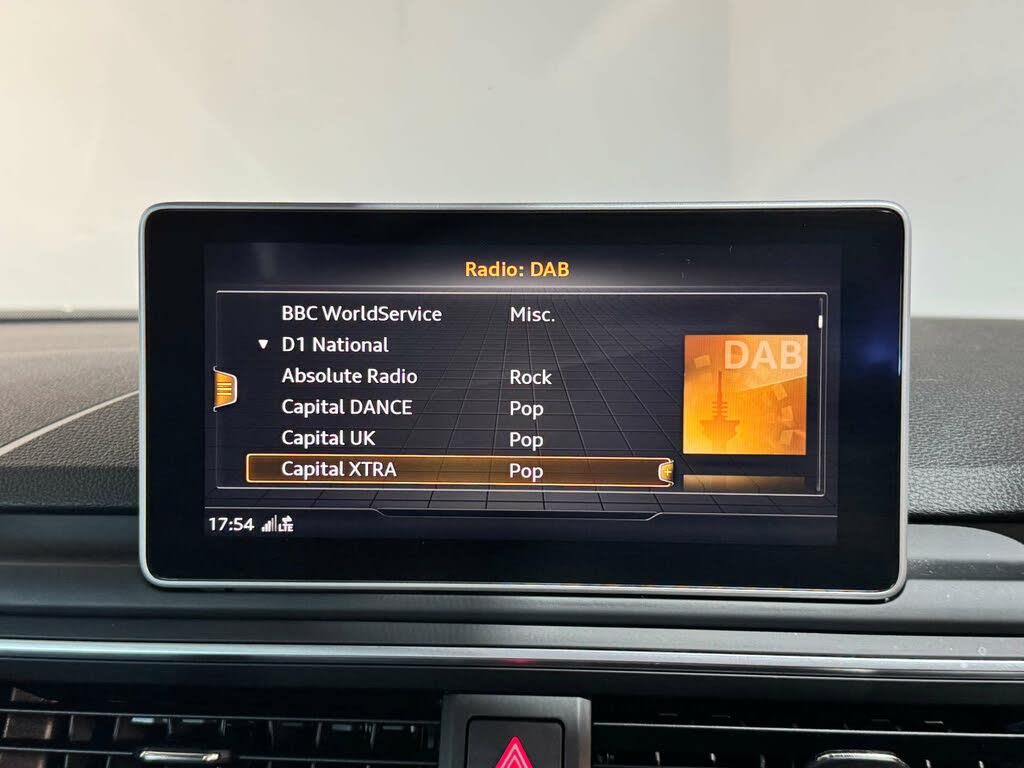 Radio: DAB
BBC WorldService Misc.
D1 National
Absolute Radio Rock
Capital DANCE Pop
Capital UK Pop
Capital XTRA Pop
DAB
17:54 LTE